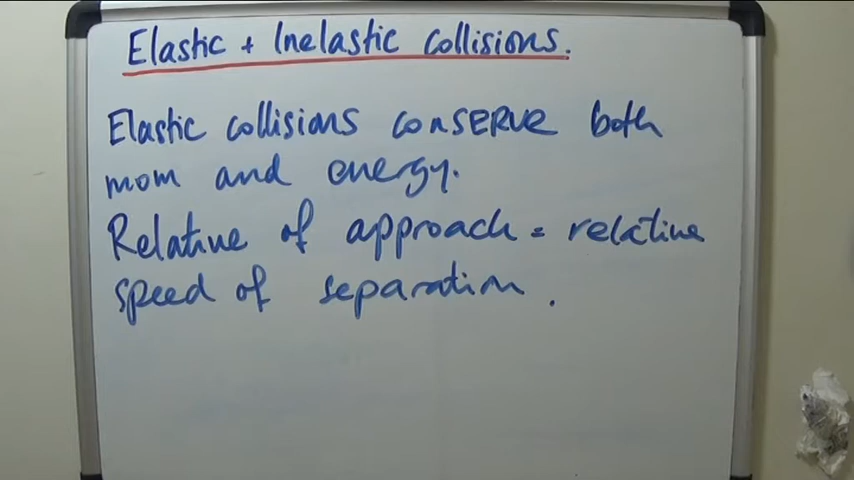 Elastic + Inelastic collisions.
Elastic collisions conSERVE both
mom and energy.
Relative of approach = relative
speed of separation.